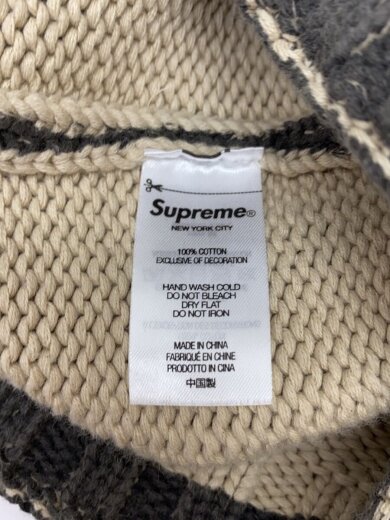 Supreme®
NEW YORK CITY
100% COTTON
EXCLUSIVE OF DECORATION
HAND WASH COLD
DO NOT BLEACH
DRY FLAT
DO NOT IRON
MADE IN CHINA
FABRIQUÉ EN CHINE
PRODOTTO IN CINA
中国製